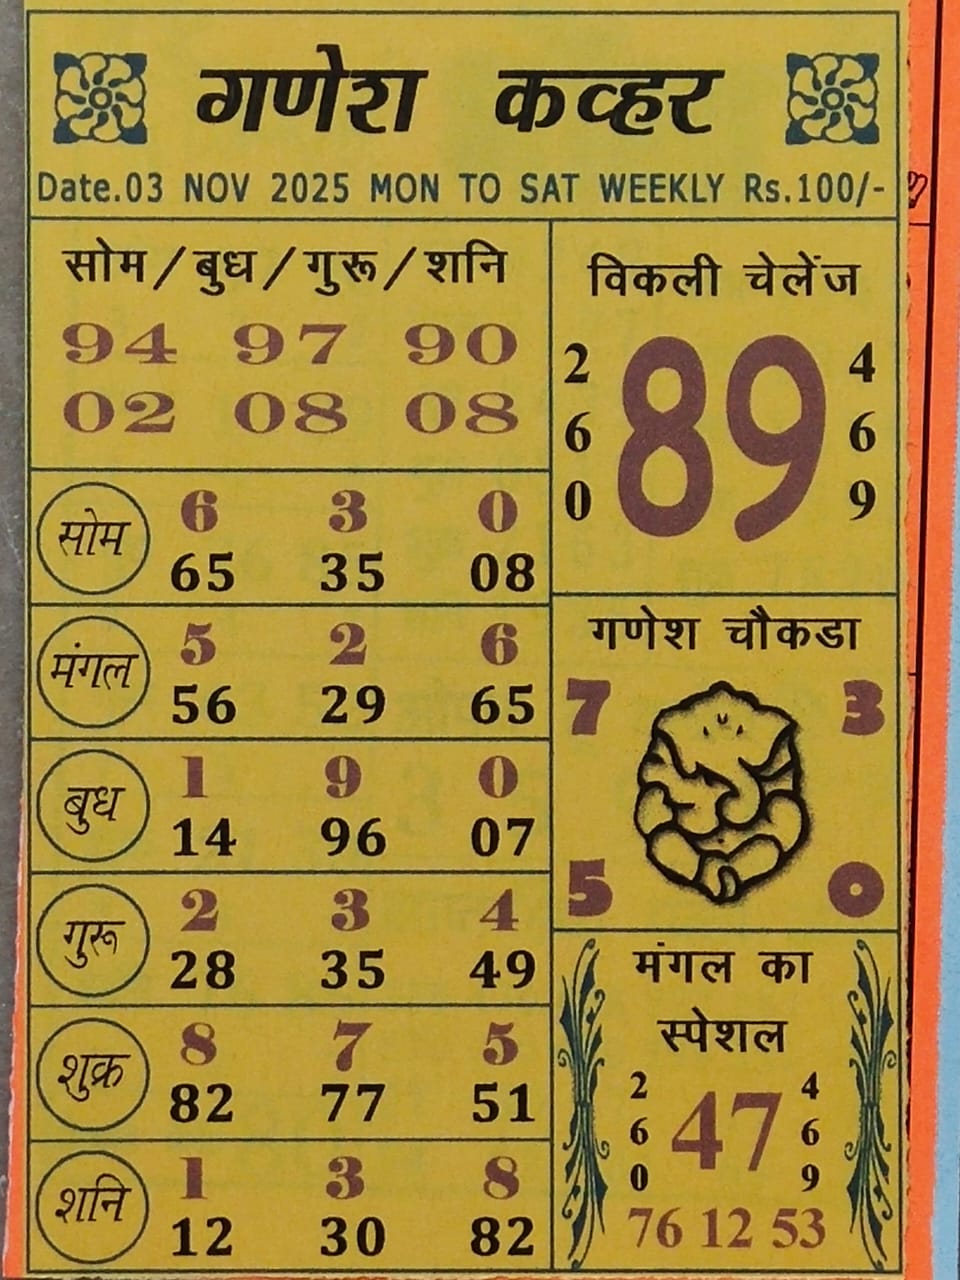 गणेश कव्हर
Date.03 NOV 2025 MON TO SAT WEEKLY Rs.100/-
सोम/बुध/गुरू/शनि
94 97 90
02 08 08
सोम
6 3 0
65 35 08
मंगल
5 2 6
56 29 65
बुध
1 9 0
14 96 07
गुरू
2 3 4
28 35 49
शुक्र
8 7 5
82 77 51
शनि
1 3 8
12 30 82
विकली चेलेंज
2 4
6 89 6
0 9
गणेश चौकडा
7 3
5 0
मंगल का
स्पेशल
2 4
6 47 6
0 9
76 12 53